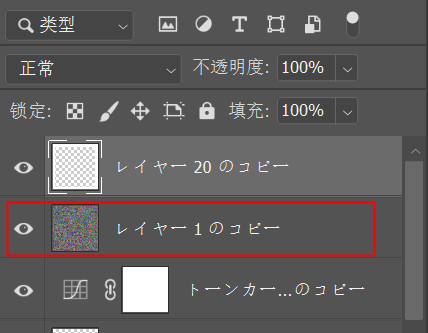 类型
正常 不透明度: 100%
锁定: 填充: 100%
レイヤー 20 のコピー
レイヤー 1 のコピー
トーンカー...のコピー